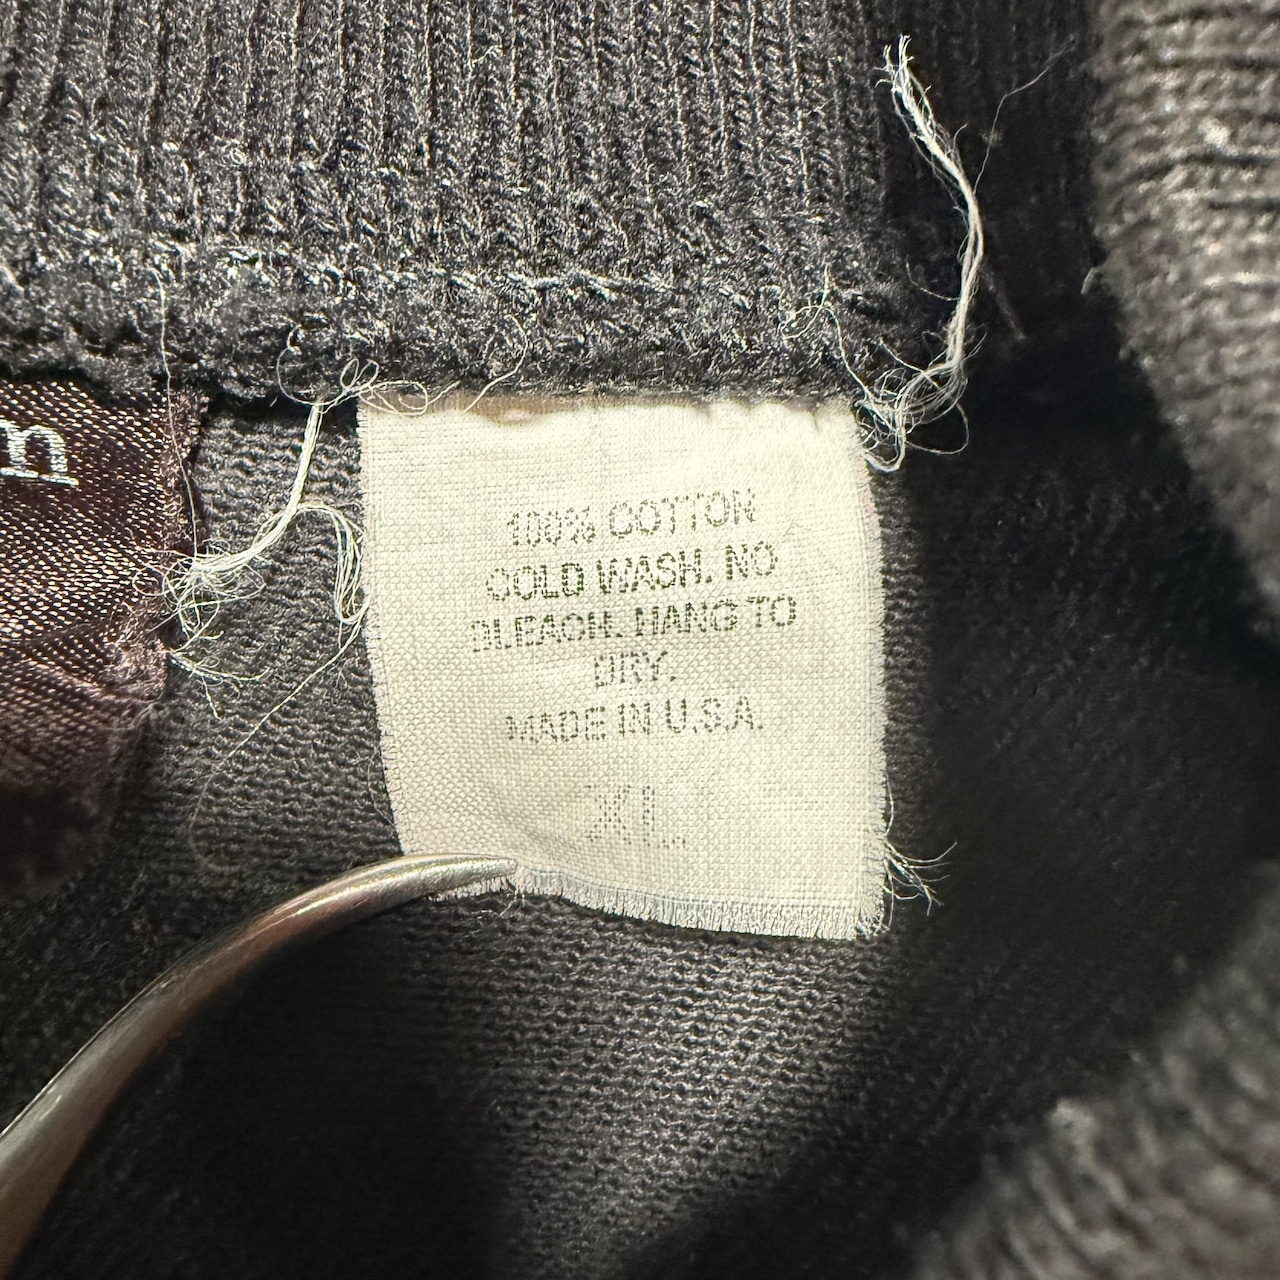 100% COTTON
COLD WASH. NO
BLEACH. HANG TO
DRY.
MADE IN U.S.A.
XL